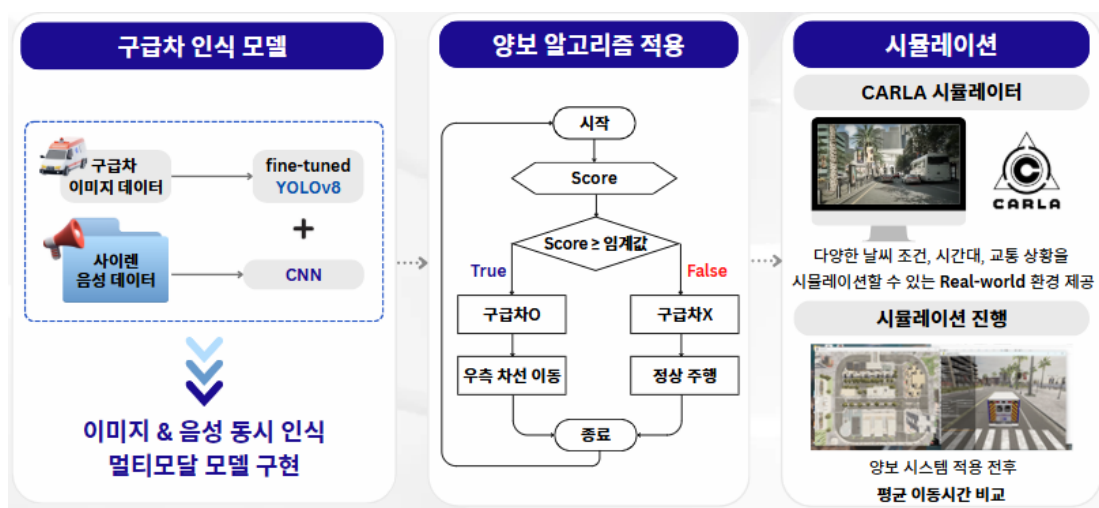 구급차 인식 모델
구급차
이미지 데이터
fine-tuned
YOLOv8
+
사이렌
음성 데이터
CNN
이미지 & 음성 동시 인식
멀티모달 모델 구현
양보 알고리즘 적용
시작
Score
Score ≥ 임계값
True
False
구급차O
구급차X
우측 차선 이동
정상 주행
종료
시뮬레이션
CARLA 시뮬레이터
CARLA
다양한 날씨 조건, 시간대, 교통 상황을
시뮬레이션할 수 있는 Real-world 환경 제공
시뮬레이션 진행
양보 시스템 적용 전후
평균 이동시간 비교